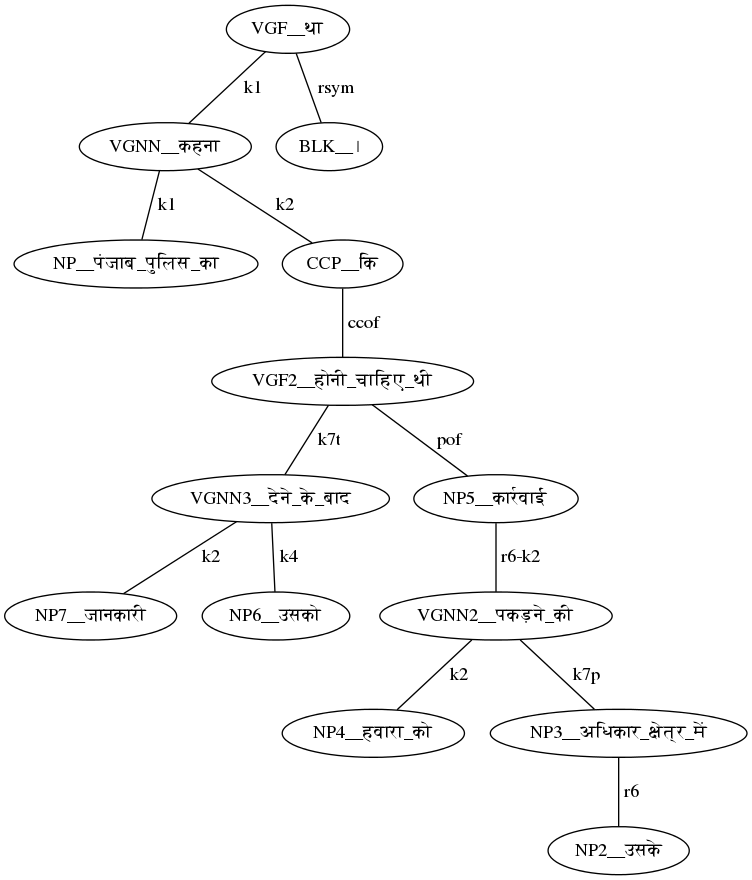 VGF__था
k1 rsym
VGNN__कहना BLK__।
k1 k2
NP__पंजाब_पुलिस_का CCP__कि
ccof
VGF2__होनी_चाहिए_थी
k7t pof
VGNN3__देने_के_बाद NP5__कार्रवाई
k2 k4 r6-k2
NP7__जानकारी NP6__उसको VGNN2__पकड़ने_की
k2 k7p
NP4__हवारा_को NP3__अधिकार_क्षेत्र_में
r6
NP2__उसके